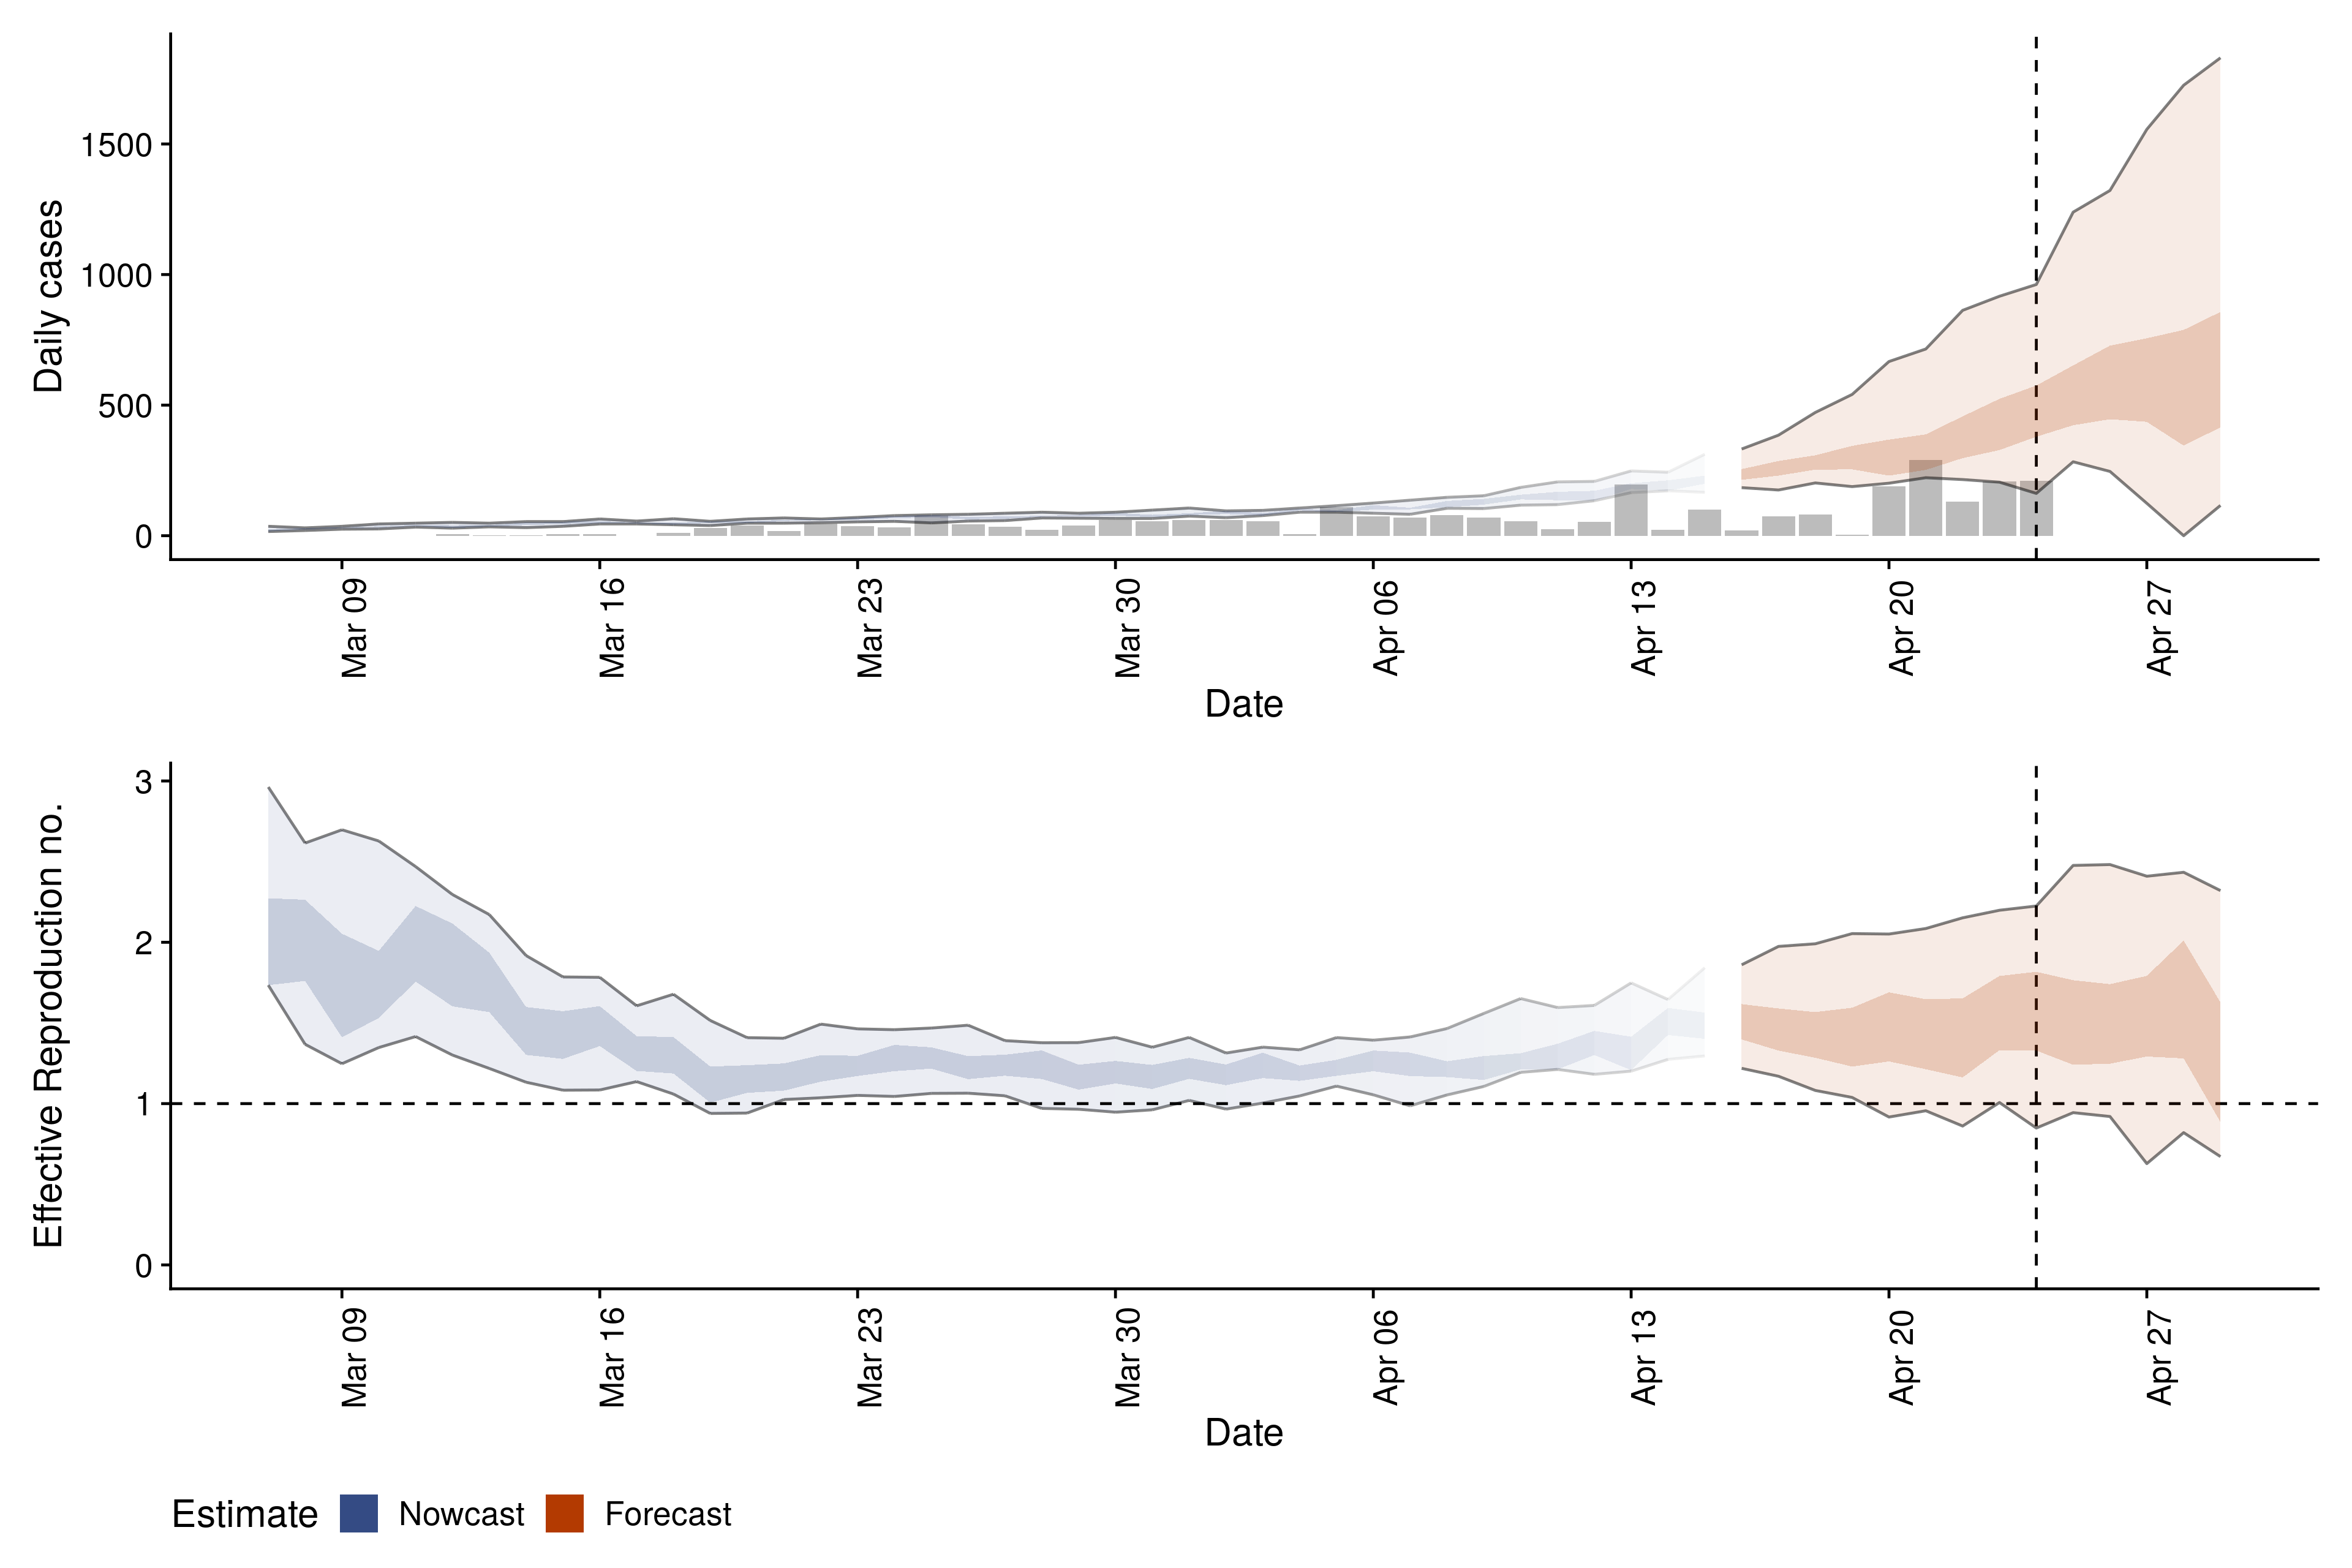 Daily cases
1500
1000
500
0
Mar 09
Mar 16
Mar 23
Mar 30
Apr 06
Apr 13
Apr 20
Apr 27
Date
Effective Reproduction no.
3
2
1
0
Mar 09
Mar 16
Mar 23
Mar 30
Apr 06
Apr 13
Apr 20
Apr 27
Date
Estimate Nowcast Forecast